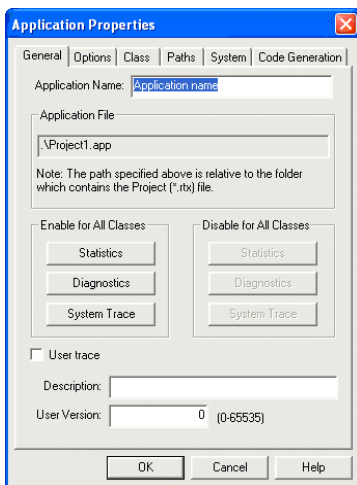 Application Properties
General Options Class Paths System Code Generation
Application Name: Application name
Application File
.\Project1.app
Note: The path specified above is relative to the folder
which contains the Project (*.rtx) file.
Enable for All Classes Disable for All Classes
Statistics Statistics
Diagnostics Diagnostics
System Trace System Trace
User trace
Description:
User Version: 0 (0-65535)
OK Cancel Help